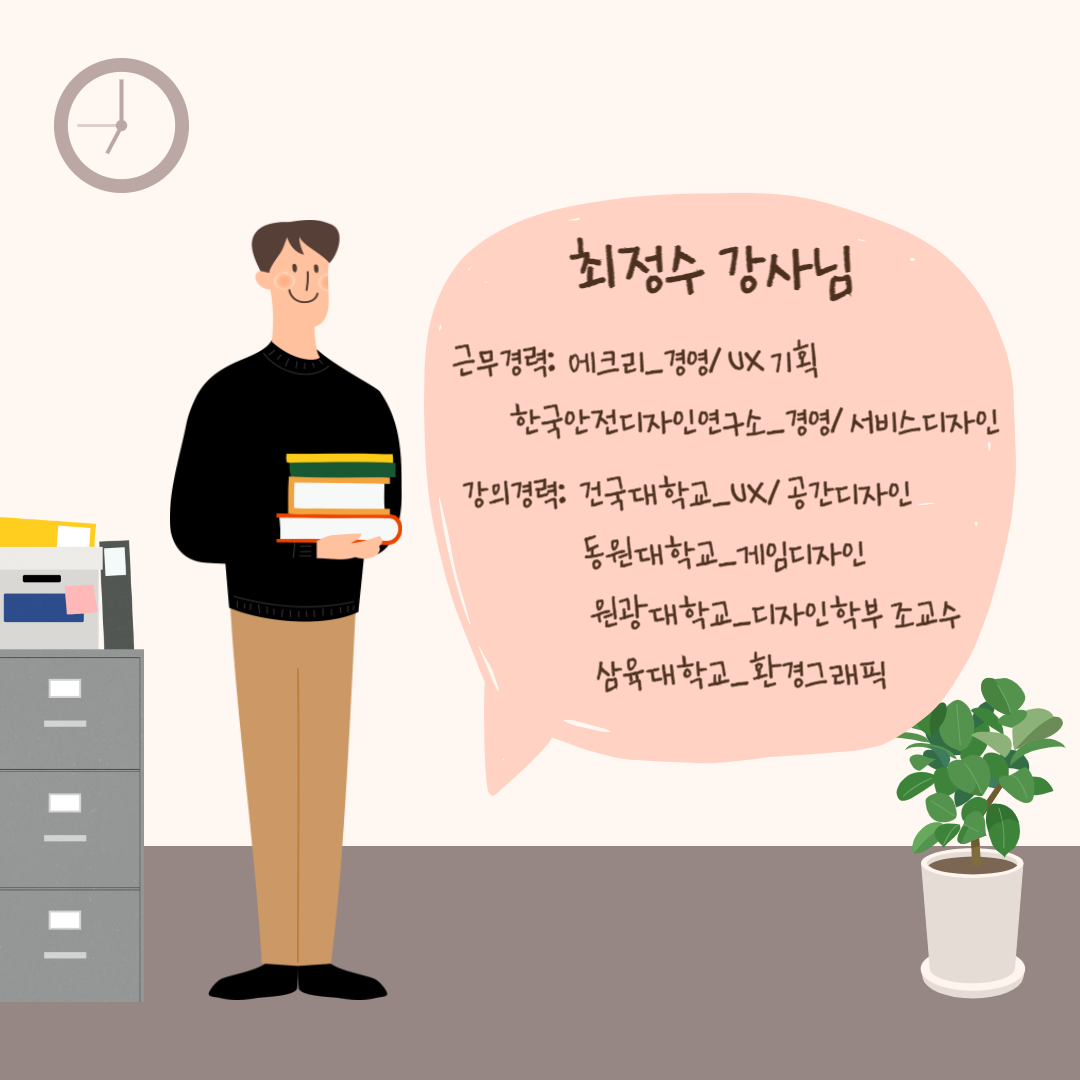 최정수 강사님
근무경력: 에크리_경영/ UX 기획
한국안전디자인연구소_경영/ 서비스디자인
강의경력: 건국대학교_UX/ 공간디자인
동원대학교_게임디자인
원광대학교_디자인학부 조교수
삼육대학교_환경그래픽